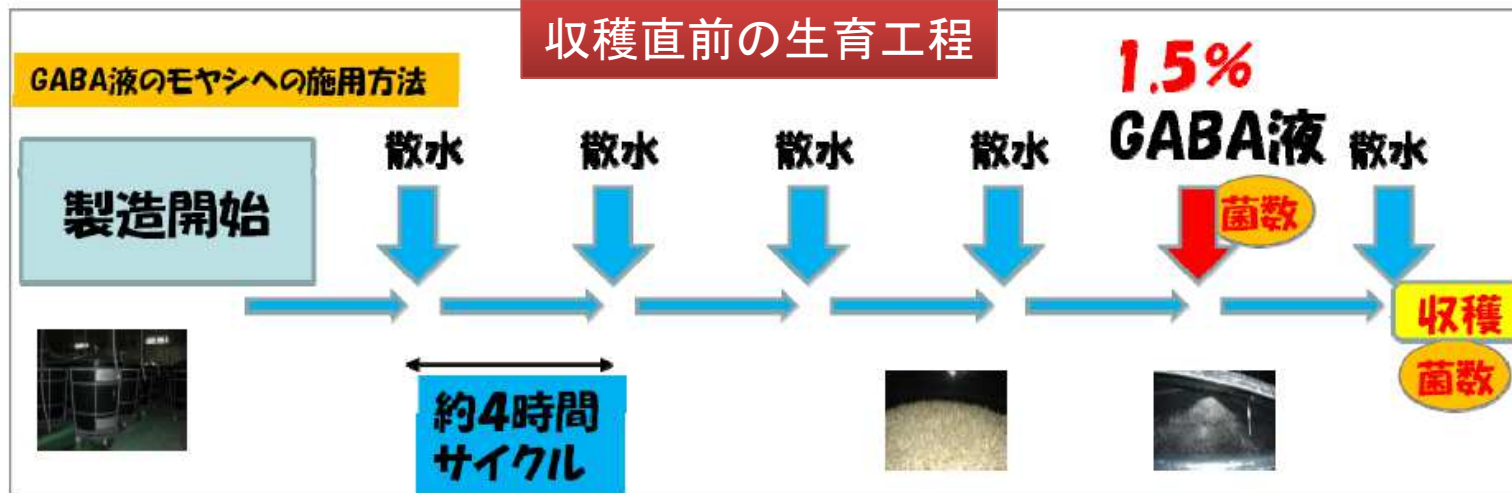 収穫直前の生育工程
GABA液のモヤシへの施用方法
1.5%
GABA液
散水
散水
散水
散水
散水
菌数
製造開始
収穫
菌数
約4時間
サイクル